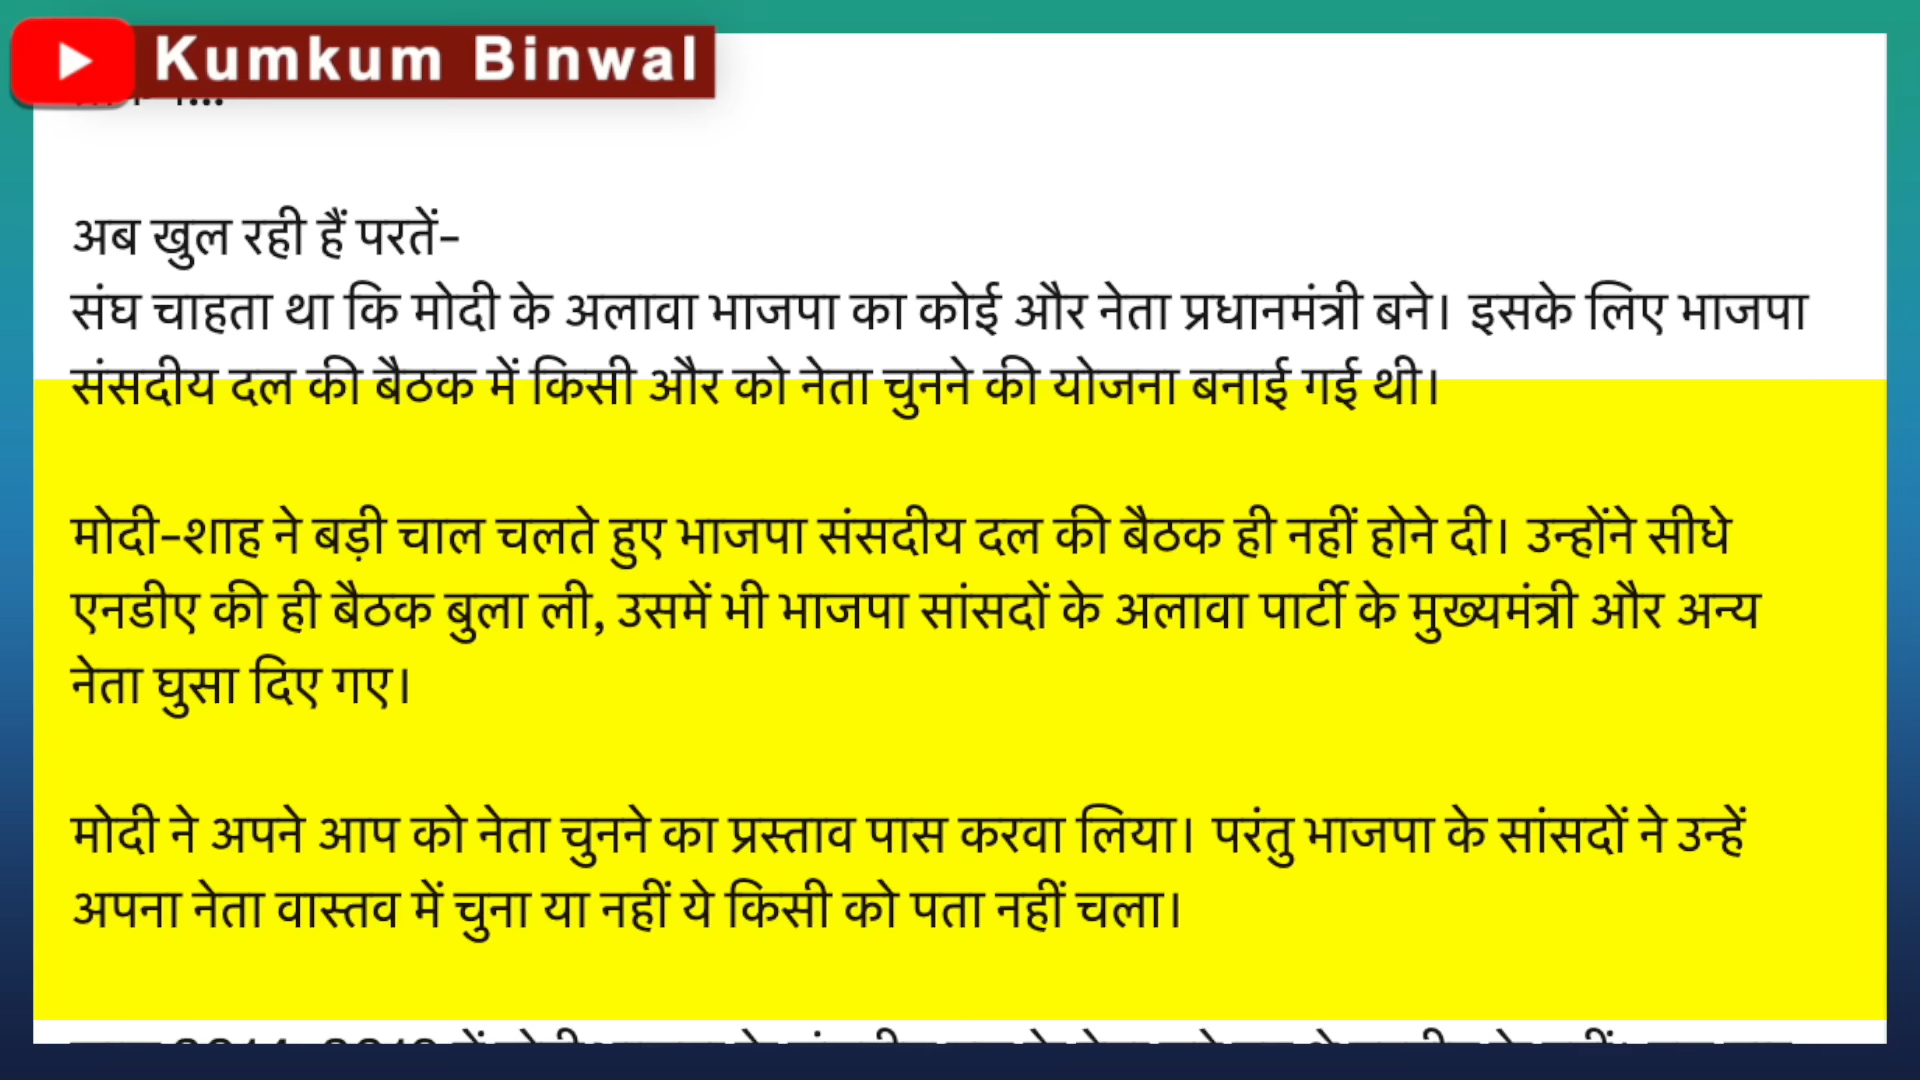 Kumkum Binwal
अब खुल रही हैं परतें-
संघ चाहता था कि मोदी के अलावा भाजपा का कोई और नेता प्रधानमंत्री बने। इसके लिए भाजपा
संसदीय दल की बैठक में किसी और को नेता चुनने की योजना बनाई गई थी।
मोदी-शाह ने बड़ी चाल चलते हुए भाजपा संसदीय दल की बैठक ही नहीं होने दी। उन्होंने सीधे
एनडीए की ही बैठक बुला ली, उसमें भी भाजपा सांसदों के अलावा पार्टी के मुख्यमंत्री और अन्य
नेता घुसा दिए गए।
मोदी ने अपने आप को नेता चुनने का प्रस्ताव पास करवा लिया। परंतु भाजपा के सांसदों ने उन्हें
अपना नेता वास्तव में चुना या नहीं ये किसी को पता नहीं चला।